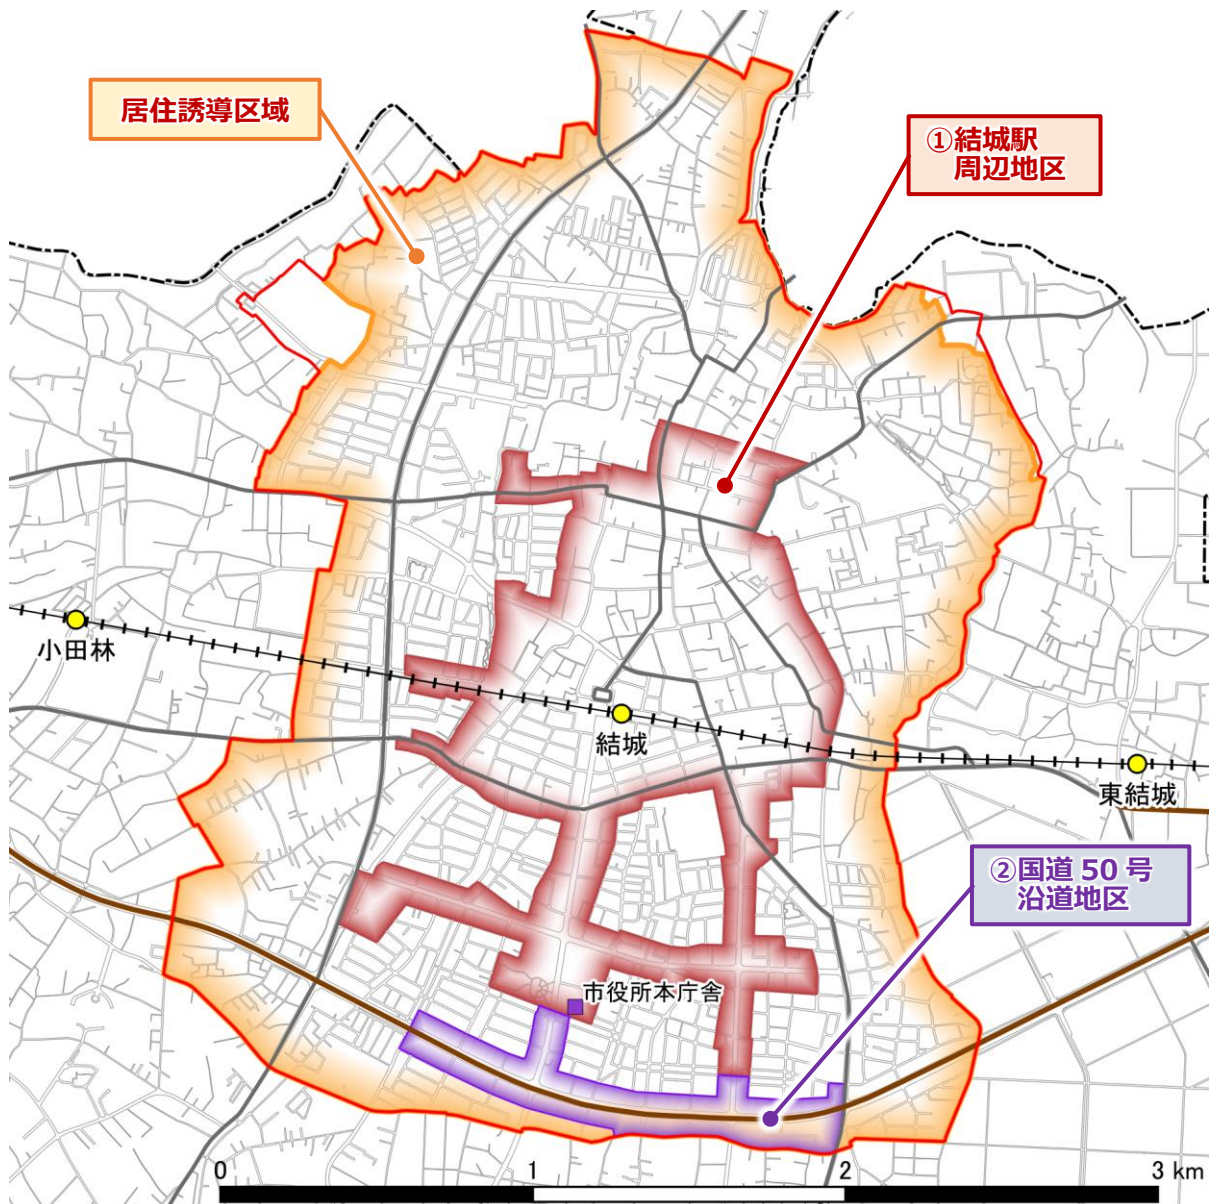 居住誘導区域
①結城駅
周辺地区
小田林
結城
東結城
②国道 50 号
沿道地区
市役所本庁舎
0 1 2 3 km